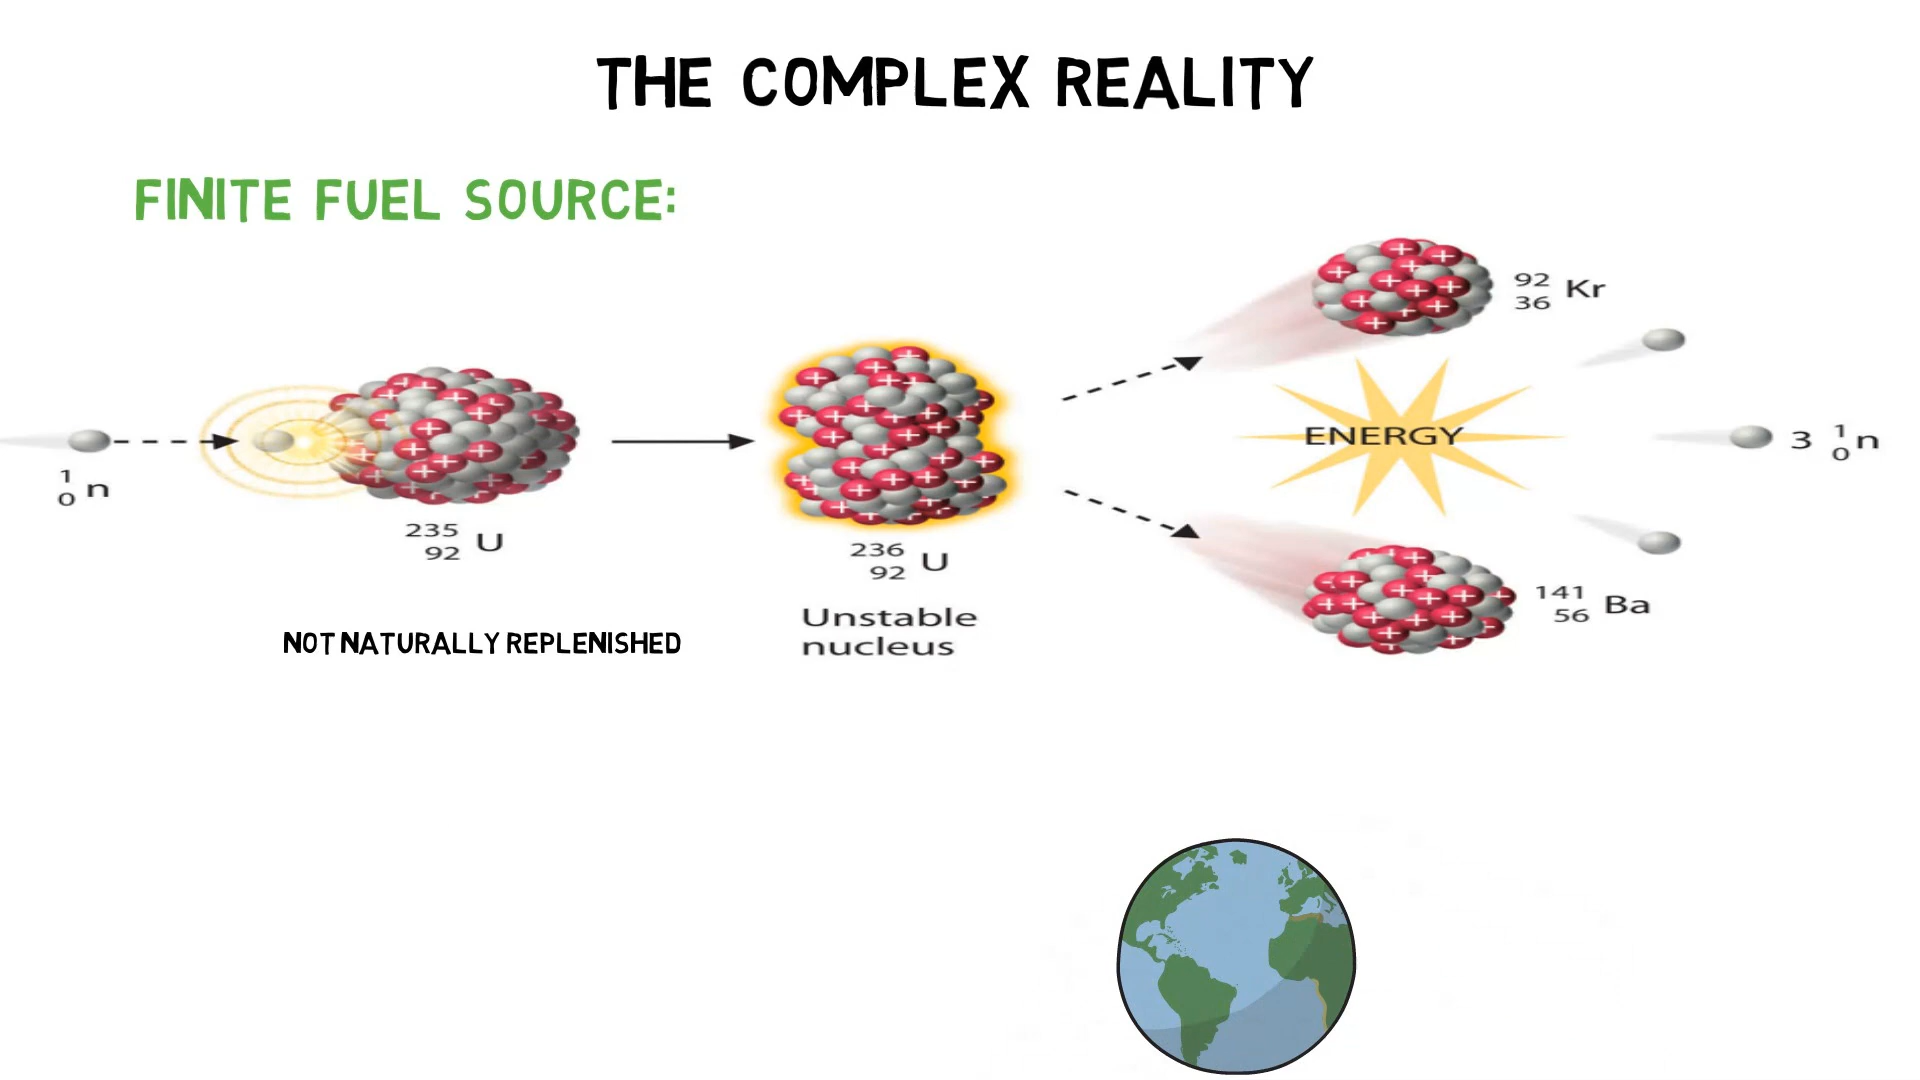 THE COMPLEX REALITY
FINITE FUEL SOURCE:
92
36 Kr
ENERGY
3 1
0 n
1
0 n
235
92 U
236
92 U
141
56 Ba
Unstable
nucleus
NOT NATURALLY REPLENISHED